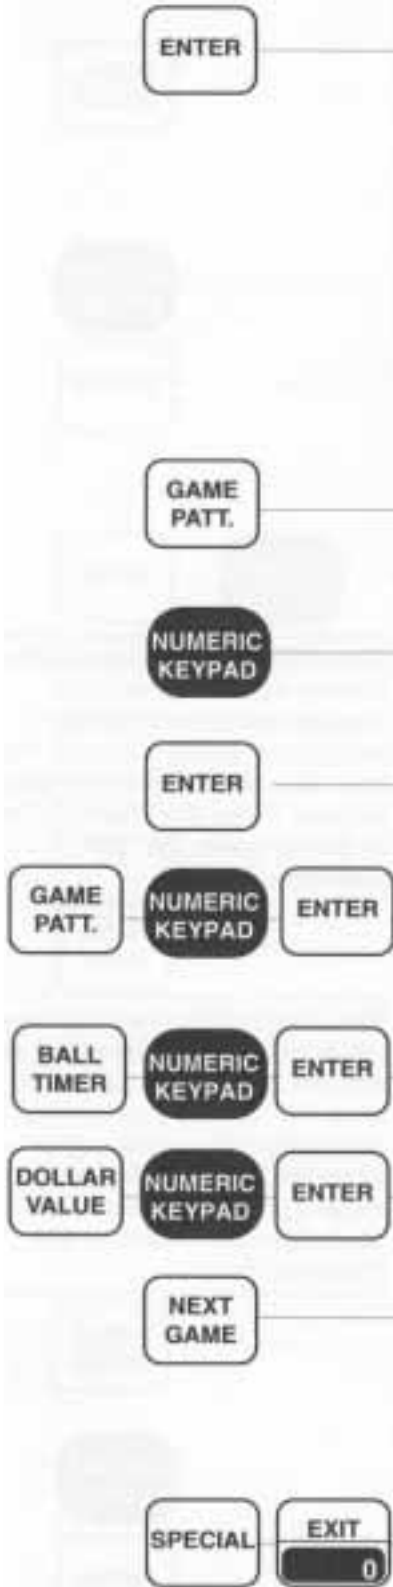 ENTER
GAME
PATT.
NUMERIC
KEYPAD
ENTER
GAME
PATT.
NUMERIC
KEYPAD
ENTER
BALL
TIMER
NUMERIC
KEYPAD
ENTER
DOLLAR
VALUE
NUMERIC
KEYPAD
ENTER
NEXT
GAME
SPECIAL
EXIT
0